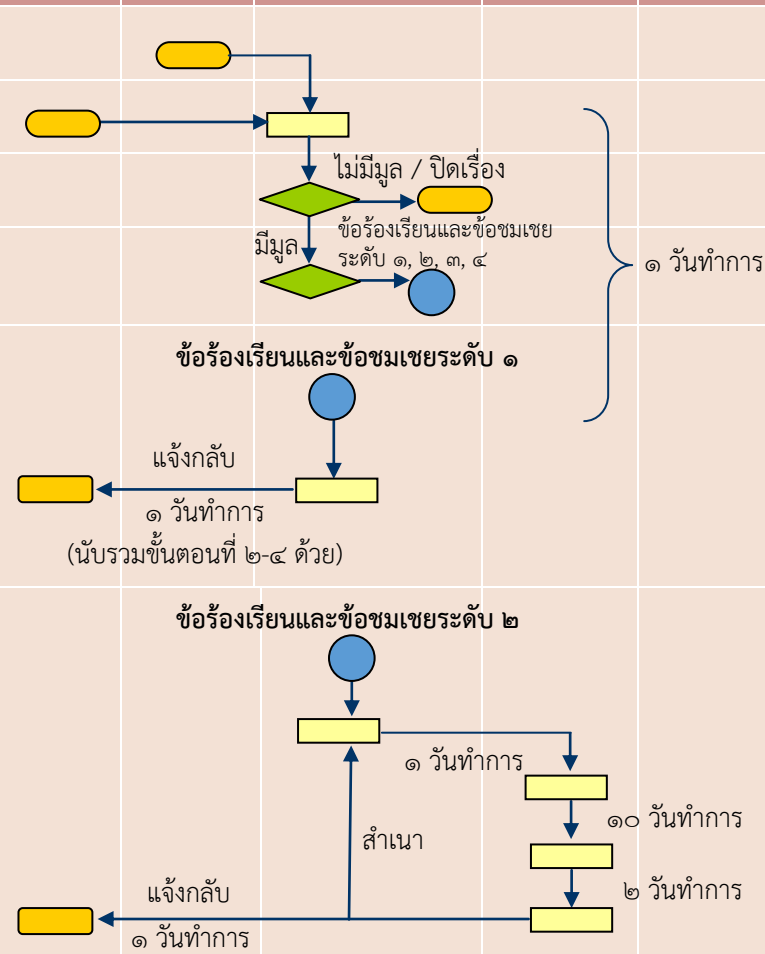 ไม่มีมูล / ปิดเรื่อง
ข้อร้องเรียนและข้อชมเชย
ระดับ ๑, ๒, ๓, ๔
มีมูล
๑ วันทำการ
ข้อร้องเรียนและข้อชมเชยระดับ ๑
แจ้งกลับ
๑ วันทำการ
(นับรวมขั้นตอนที่ ๒-๔ ด้วย)
ข้อร้องเรียนและข้อชมเชยระดับ ๒
๑ วันทำการ
๑๐ วันทำการ
สำเนา
๒ วันทำการ
แจ้งกลับ
๑ วันทำการ